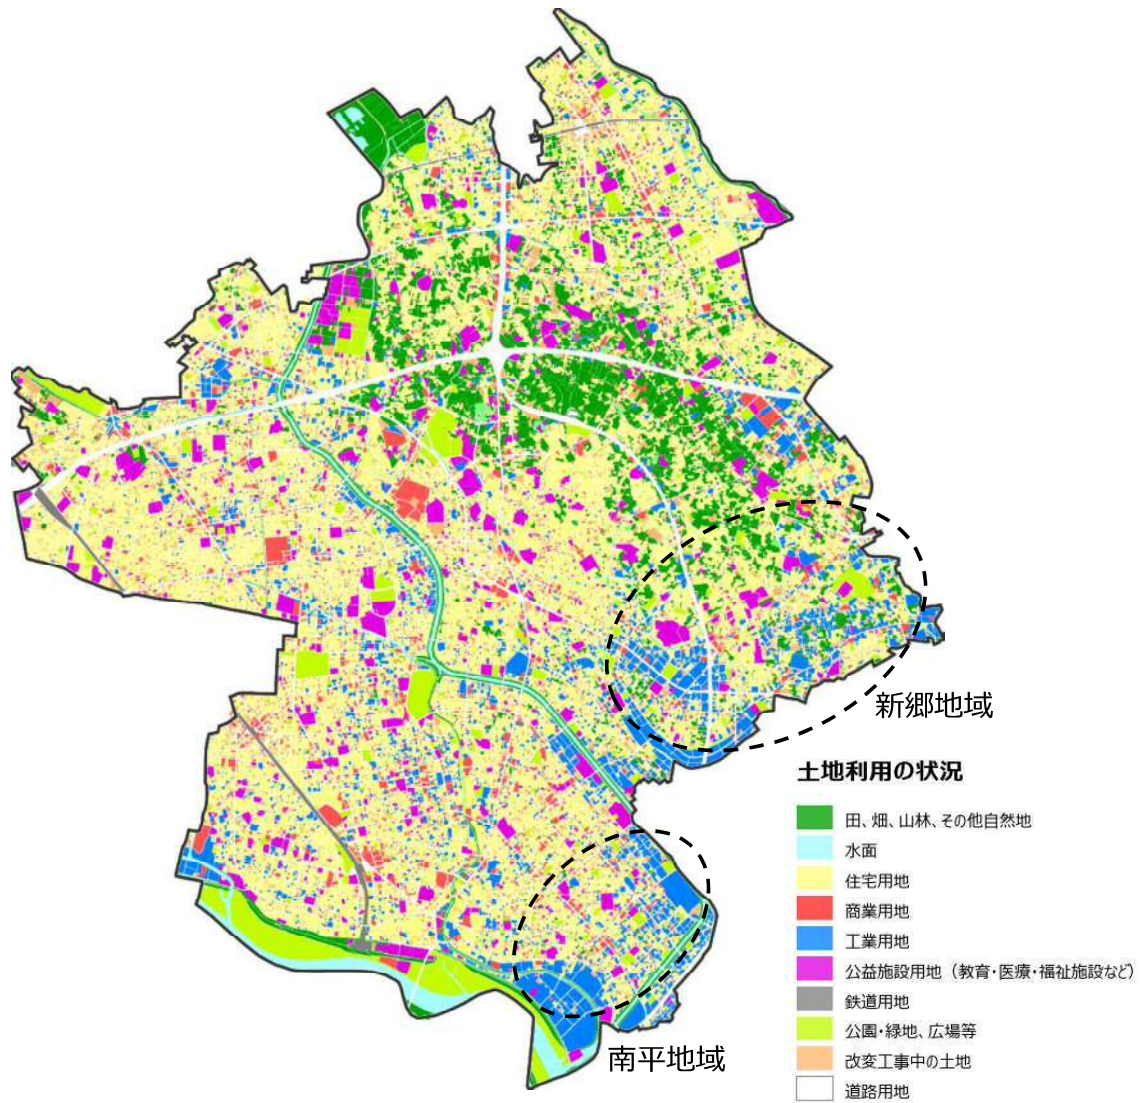 新郷地域
土地利用の状況
田、畑、山林、その他自然地
水面
住宅用地
商業用地
工業用地
公益施設用地（教育・医療・福祉施設など）
鉄道用地
公園・緑地、広場等
改変工事中の土地
道路用地
南平地域